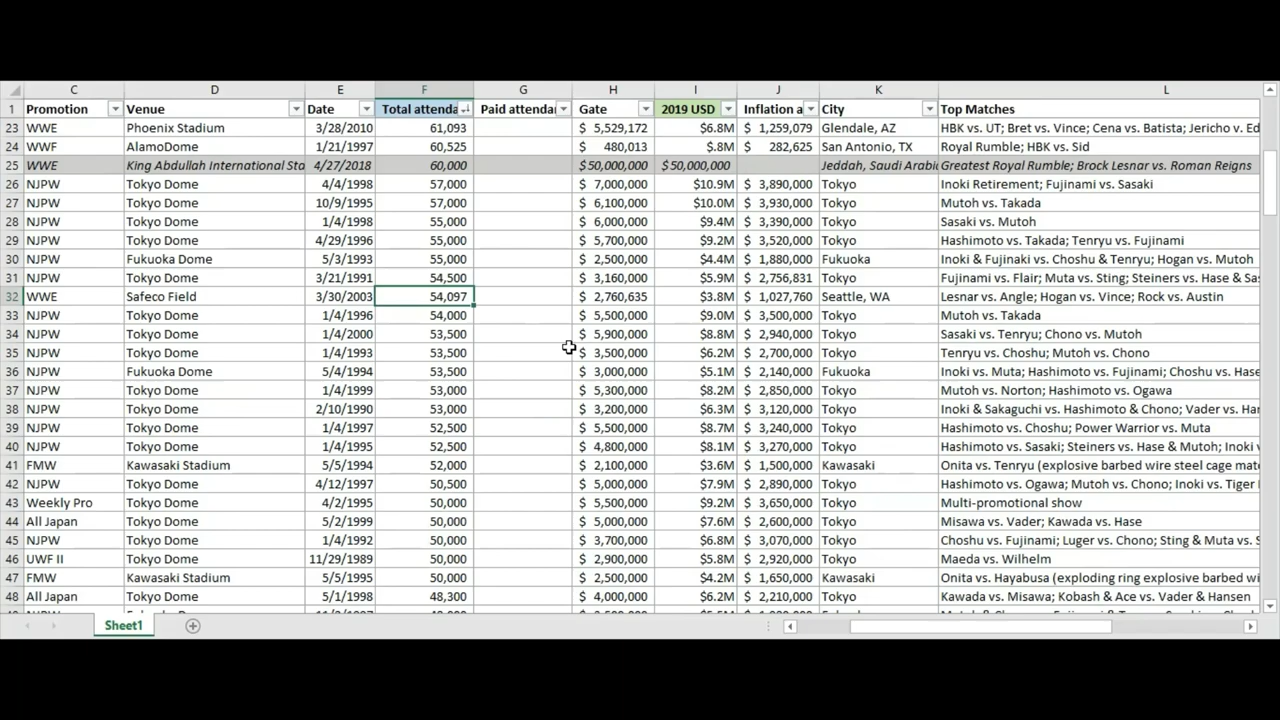 C D E F G H I J K L
1 Promotion Venue Date Total attenda Paid attendar Gate 2019 USD Inflation a City Top Matches
23 WWE Phoenix Stadium 3/28/2010 61,093 $ 5,529,172 $6.8M $ 1,259,079 Glendale, AZ HBK vs. UT; Bret vs. Vince; Cena vs. Batista; Jericho v. Ed
24 WWF AlamoDome 1/21/1997 60,525 $ 480,013 $.8M $ 282,625 San Antonio, TX Royal Rumble; HBK vs. Sid
25 WWE King Abdullah International Sta 4/27/2018 60,000 $50,000,000 $50,000,000 Jeddah, Saudi Arabi Greatest Royal Rumble; Brock Lesnar vs. Roman Reigns
26 NJPW Tokyo Dome 4/4/1998 57,000 $ 7,000,000 $10.9M $ 3,890,000 Tokyo Inoki Retirement; Fujinami vs. Sasaki
27 NJPW Tokyo Dome 10/9/1995 57,000 $ 6,100,000 $10.0M $ 3,930,000 Tokyo Mutoh vs. Takada
28 NJPW Tokyo Dome 1/4/1998 55,000 $ 6,000,000 $9.4M $ 3,390,000 Tokyo Sasaki vs. Mutoh
29 NJPW Tokyo Dome 4/29/1996 55,000 $ 5,700,000 $9.2M $ 3,520,000 Tokyo Hashimoto vs. Takada; Tenryu vs. Fujinami
30 NJPW Fukuoka Dome 5/3/1993 55,000 $ 2,500,000 $4.4M $ 1,880,000 Fukuoka Inoki & Fujinaki vs. Choshu & Tenryu; Hogan vs. Mutoh
31 NJPW Tokyo Dome 3/21/1991 54,500 $ 3,160,000 $5.9M $ 2,756,831 Tokyo Fujinami vs. Flair; Muta vs. Sting; Steiners vs. Hase & Sas
32 WWE Safeco Field 3/30/2003 54,097 $ 2,760,635 $3.8M $ 1,027,760 Seattle, WA Lesnar vs. Angle; Hogan vs. Vince; Rock vs. Austin
33 NJPW Tokyo Dome 1/4/1996 54,000 $ 5,500,000 $9.0M $ 3,500,000 Tokyo Mutoh vs. Takada
34 NJPW Tokyo Dome 1/4/2000 53,500 $ 5,900,000 $8.8M $ 2,940,000 Tokyo Sasaki vs. Tenryu; Chono vs. Mutoh
35 NJPW Tokyo Dome 1/4/1993 53,500 $ 3,500,000 $6.2M $ 2,700,000 Tokyo Tenryu vs. Choshu; Mutoh vs. Chono
36 NJPW Fukuoka Dome 5/4/1994 53,500 $ 3,000,000 $5.1M $ 2,140,000 Fukuoka Inoki vs. Muta; Hashimoto vs. Fujinami; Choshu vs. Hase
37 NJPW Tokyo Dome 1/4/1999 53,000 $ 5,300,000 $8.2M $ 2,850,000 Tokyo Mutoh vs. Norton; Hashimoto vs. Ogawa
38 NJPW Tokyo Dome 2/10/1990 53,000 $ 3,200,000 $6.3M $ 3,120,000 Tokyo Inoki & Sakaguchi vs. Hashimoto & Chono; Vader vs. Han
39 NJPW Tokyo Dome 1/4/1997 52,500 $ 5,500,000 $8.7M $ 3,240,000 Tokyo Hashimoto vs. Choshu; Power Warrior vs. Muta
40 NJPW Tokyo Dome 1/4/1995 52,500 $ 4,800,000 $8.1M $ 3,270,000 Tokyo Hashimoto vs. Sasaki; Steiners vs. Hase & Mutoh; Inoki v
41 FMW Kawasaki Stadium 5/5/1994 52,000 $ 2,100,000 $3.6M $ 1,500,000 Kawasaki Onita vs. Tenryu (explosive barbed wire steel cage mat
42 NJPW Tokyo Dome 4/12/1997 50,500 $ 5,000,000 $7.9M $ 2,890,000 Tokyo Hashimoto vs. Ogawa; Mutoh vs. Chono; Inoki vs. Tiger
43 Weekly Pro Tokyo Dome 4/2/1995 50,000 $ 5,500,000 $9.2M $ 3,650,000 Tokyo Multi-promotional show
44 All Japan Tokyo Dome 5/2/1999 50,000 $ 5,000,000 $7.6M $ 2,600,000 Tokyo Misawa vs. Vader; Kawada vs. Hase
45 NJPW Tokyo Dome 1/4/1992 50,000 $ 3,700,000 $6.8M $ 3,070,000 Tokyo Choshu vs. Fujinami; Luger vs. Chono; Sting & Muta vs. S
46 UWF II Tokyo Dome 11/29/1989 50,000 $ 2,900,000 $5.8M $ 2,920,000 Tokyo Maeda vs. Wilhelm
47 FMW Kawasaki Stadium 5/5/1995 50,000 $ 2,500,000 $4.2M $ 1,650,000 Kawasaki Onita vs. Hayabusa (exploding ring explosive barbed wi
48 All Japan Tokyo Dome 5/1/1998 48,300 $ 4,000,000 $6.2M $ 2,210,000 Tokyo Kawada vs. Misawa; Kobashi & Ace vs. Vader & Hansen
Sheet1